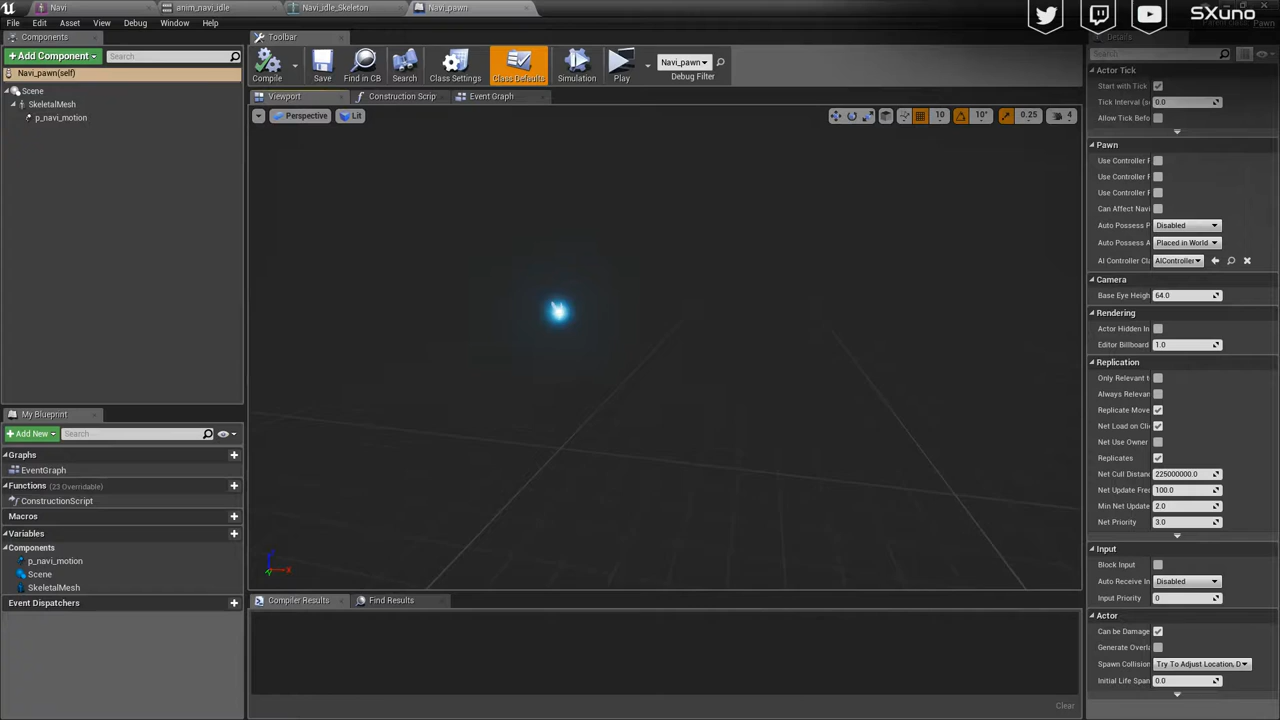 Navi
anim_navi_idle
Navi_idle_Skeleton
Navi_pawn
SXuno
File Edit Asset View Debug Window Help
Pawn
Components
Toolbar
Details
Add Component
Search
Compile
Save
Find in CB
Search
Class Settings
Class Defaults
Simulation
Play
Navi_pawn
Debug Filter
Search
Navi_pawn(self)
Scene
SkeletalMesh
p_navi_motion
Viewport
Construction Scrip
Event Graph
Perspective
Lit
10
10°
0.25
4
Actor Tick
Start with Tick
Tick Interval (s 0.0
Allow Tick Befo
Pawn
Use Controller F
Use Controller F
Use Controller F
Can Affect Navi
Auto Possess P Disabled
Auto Possess A Placed in World
AI Controller Cl AIController
Camera
Base Eye Heigh 64.0
Rendering
Actor Hidden In
Editor Billboard 1.0
Replication
Only Relevant t
Always Relevan
Replicate Move
Net Load on Cli
Net Use Owner
Replicates
Net Cull Distanc 225000000.0
Net Update Fre 100.0
Min Net Update 2.0
Net Priority 3.0
Input
Block Input
Auto Receive In Disabled
Input Priority 0
Actor
Can be Damage
Generate Overl
Spawn Collision Try To Adjust Location, D
Initial Life Span 0.0
My Blueprint
Add New
Search
Graphs
EventGraph
Functions (23 Overridable)
ConstructionScript
Macros
Variables
Components
p_navi_motion
Scene
SkeletalMesh
Event Dispatchers
Compiler Results
Find Results
Clear